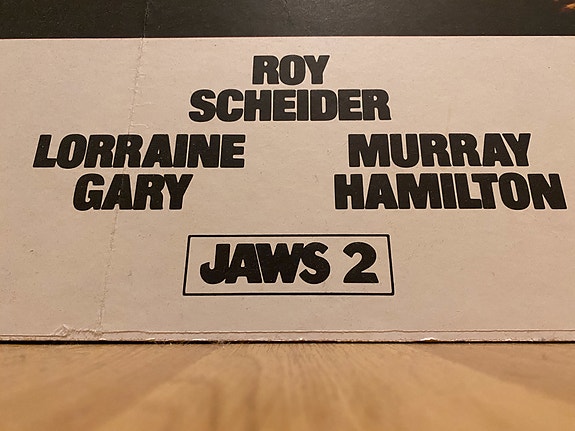 ROY
SCHEIDER
LORRAINE
GARY
MURRAY
HAMILTON
JAWS 2